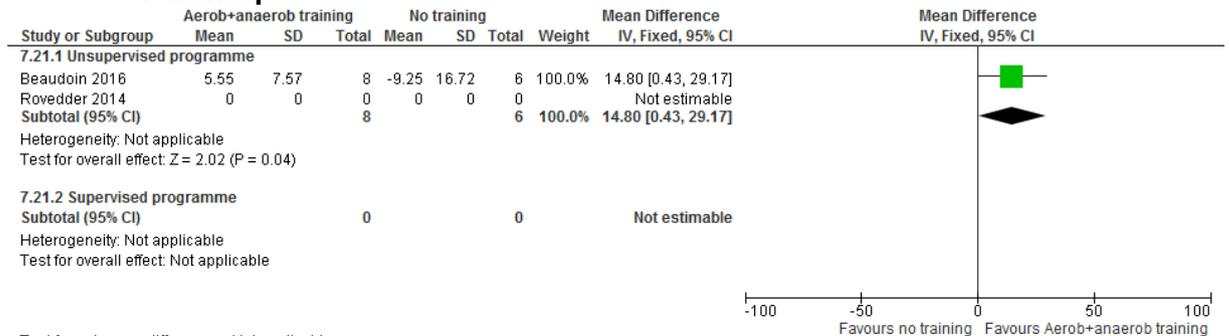 Aerob+anaerob training No training Mean Difference Mean Difference
Study or Subgroup Mean SD Total Mean SD Total Weight IV, Fixed, 95% CI IV, Fixed, 95% CI
7.21.1 Unsupervised programme
Beaudoin 2016 5.55 7.57 8 -9.25 16.72 6 100.0% 14.80 [0.43, 29.17]
Rovedder 2014 0 0 0 0 0 0 Not estimable
Subtotal (95% CI) 8 6 100.0% 14.80 [0.43, 29.17]
Heterogeneity: Not applicable
Test for overall effect: Z = 2.02 (P = 0.04)
7.21.2 Supervised programme
Subtotal (95% CI) 0 0 Not estimable
Heterogeneity: Not applicable
Test for overall effect: Not applicable
-100 -50 0 50 100
Favours no training Favours Aerob+anaerob training